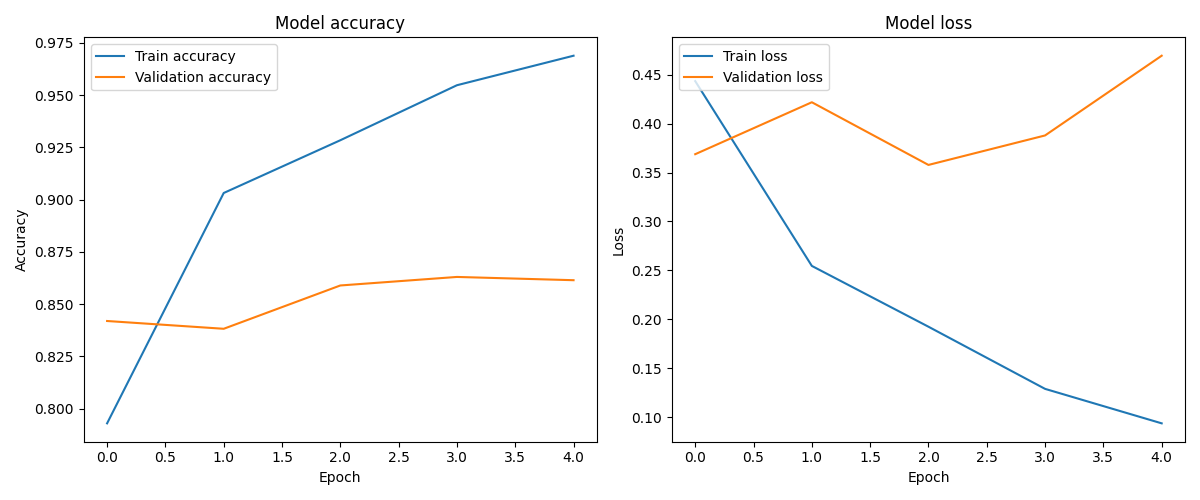 Model accuracy
Train accuracy
Validation accuracy
0.975
0.950
0.925
0.900
0.875
0.850
0.825
0.800
Accuracy
0.0 0.5 1.0 1.5 2.0 2.5 3.0 3.5 4.0
Epoch
Model loss
Train loss
Validation loss
0.45
0.40
0.35
0.30
0.25
0.20
0.15
0.10
Loss
0.0 0.5 1.0 1.5 2.0 2.5 3.0 3.5 4.0
Epoch